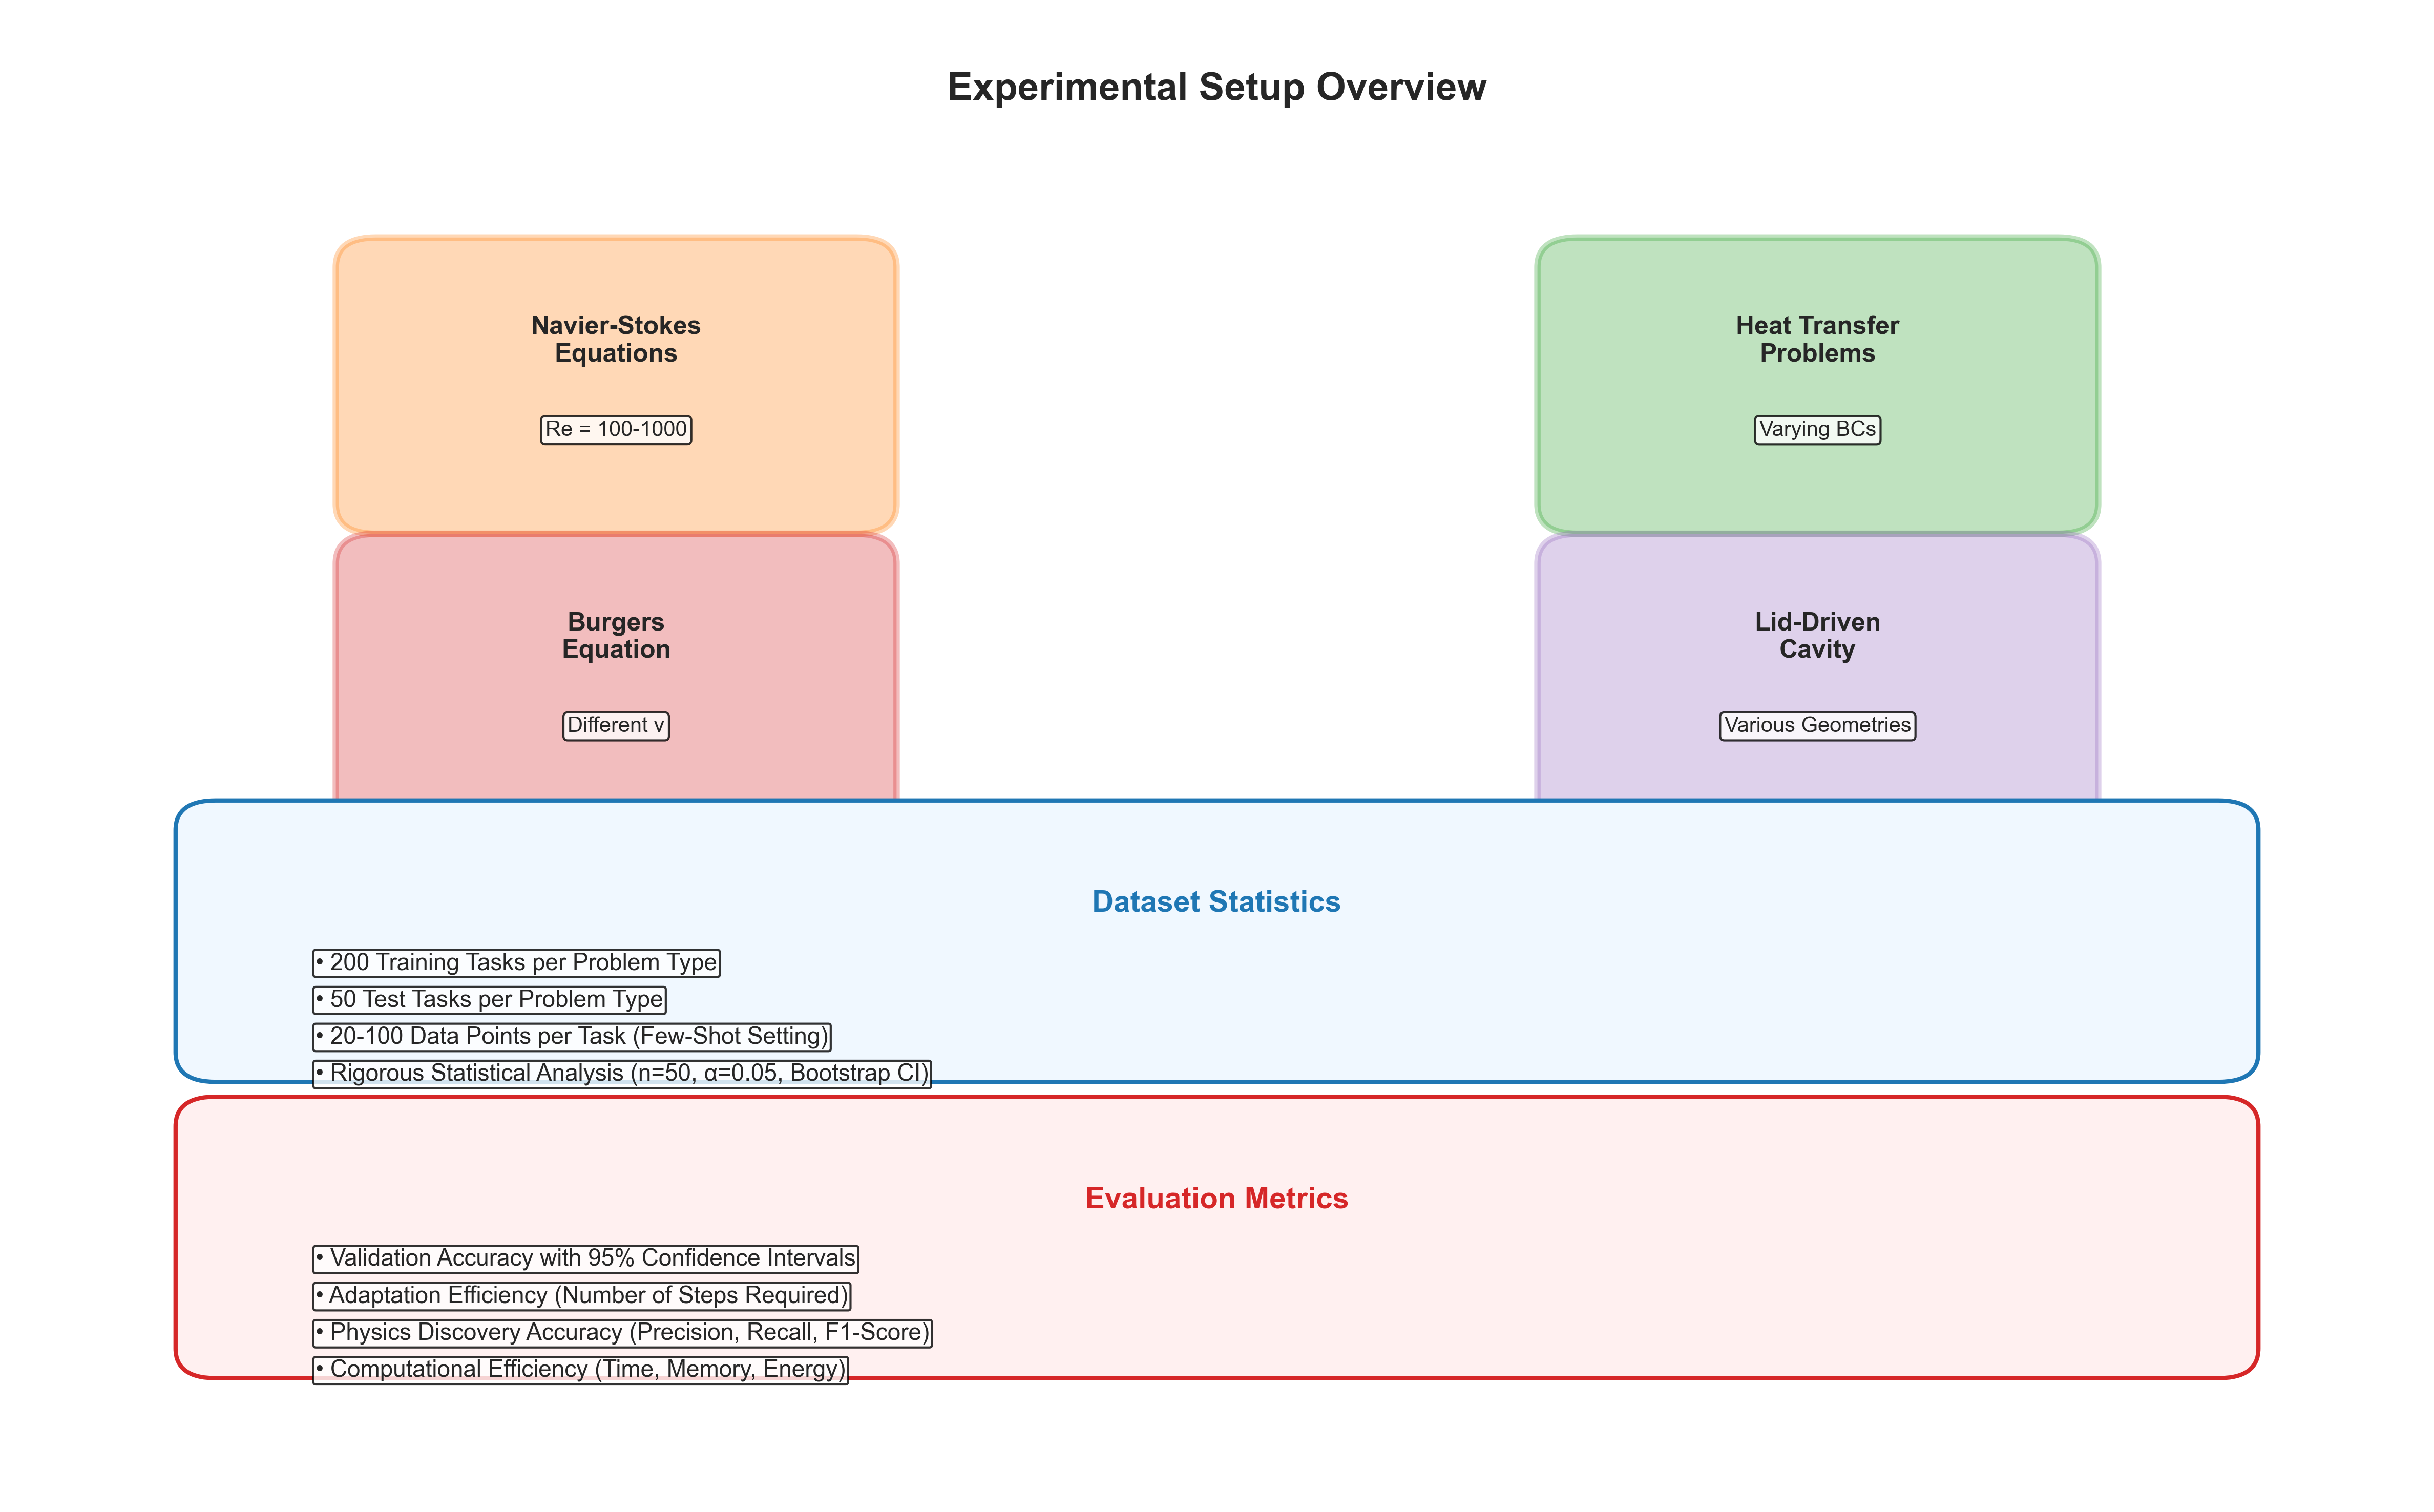 Experimental Setup Overview
Navier-Stokes
Equations
Re = 100-1000
Heat Transfer
Problems
Varying BCs
Burgers
Equation
Different ν
Lid-Driven
Cavity
Various Geometries
Dataset Statistics
• 200 Training Tasks per Problem Type
• 50 Test Tasks per Problem Type
• 20-100 Data Points per Task (Few-Shot Setting)
• Rigorous Statistical Analysis (n=50, α=0.05, Bootstrap CI)
Evaluation Metrics
• Validation Accuracy with 95% Confidence Intervals
• Adaptation Efficiency (Number of Steps Required)
• Physics Discovery Accuracy (Precision, Recall, F1-Score)
• Computational Efficiency (Time, Memory, Energy)